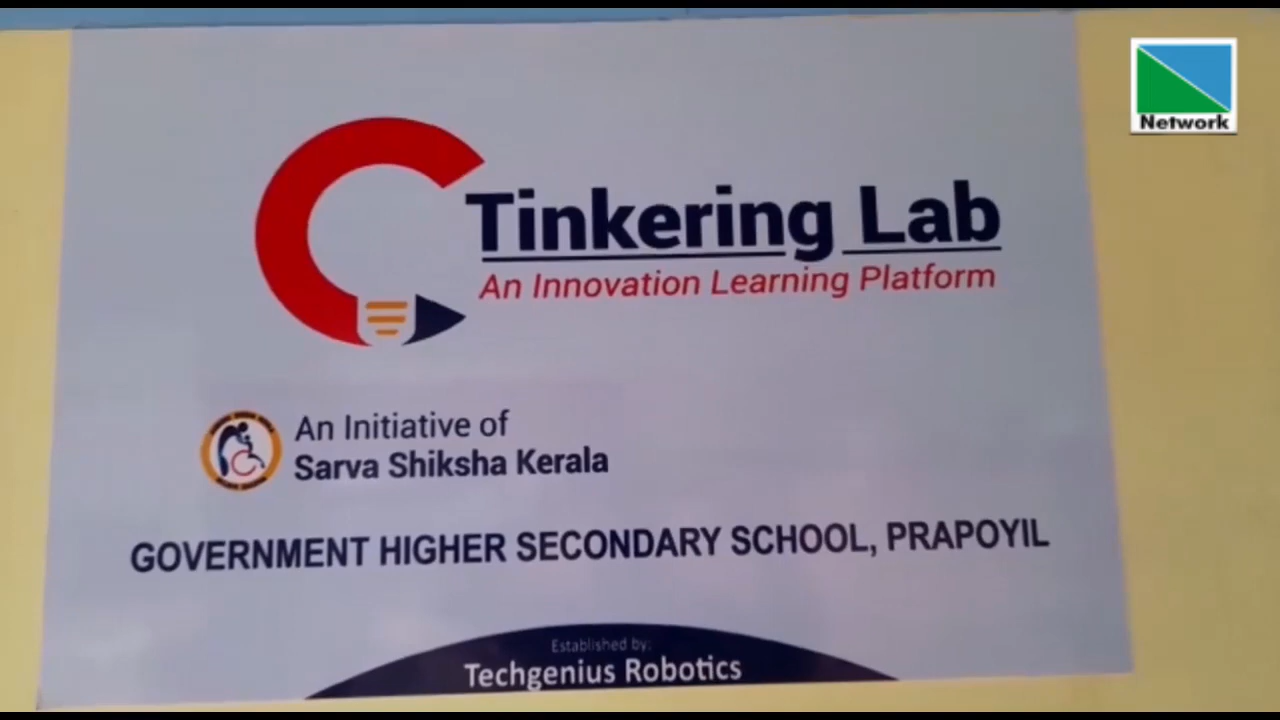 Network
Tinkering Lab
An Innovation Learning Platform
An Initiative of
Sarva Shiksha Kerala
GOVERNMENT HIGHER SECONDARY SCHOOL, PRAPOYIL
Established by:
Techgenius Robotics